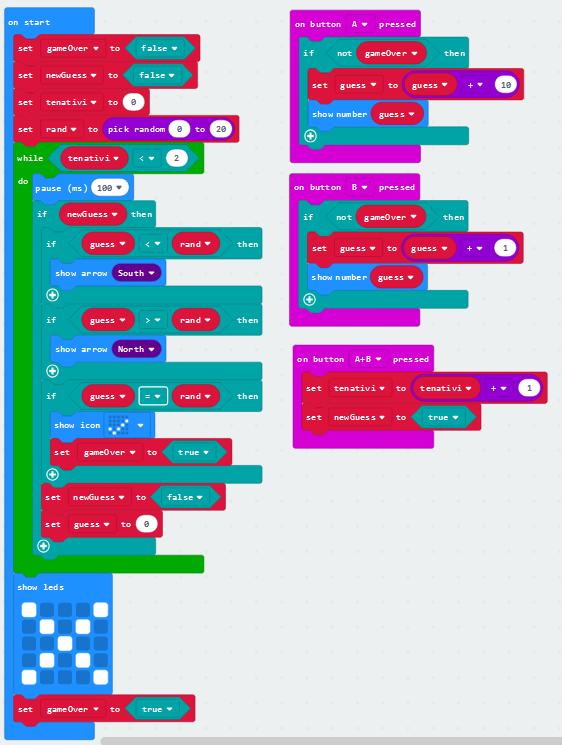 on start
set gameOver to false
set newGuess to false
set tenativi to 0
set rand to pick random 0 to 20
while tenativi < 2
do
pause (ms) 100
if newGuess then
if guess < rand then
show arrow South
if guess > rand then
show arrow North
if guess = rand then
show icon
set gameOver to true
set newGuess to false
set guess to 0
show leds
set gameOver to true
on button A pressed
if not gameOver then
set guess to guess + 10
show number guess
on button B pressed
if not gameOver then
set guess to guess + 1
show number guess
on button A+B pressed
set tenativi to tenativi + 1
set newGuess to true